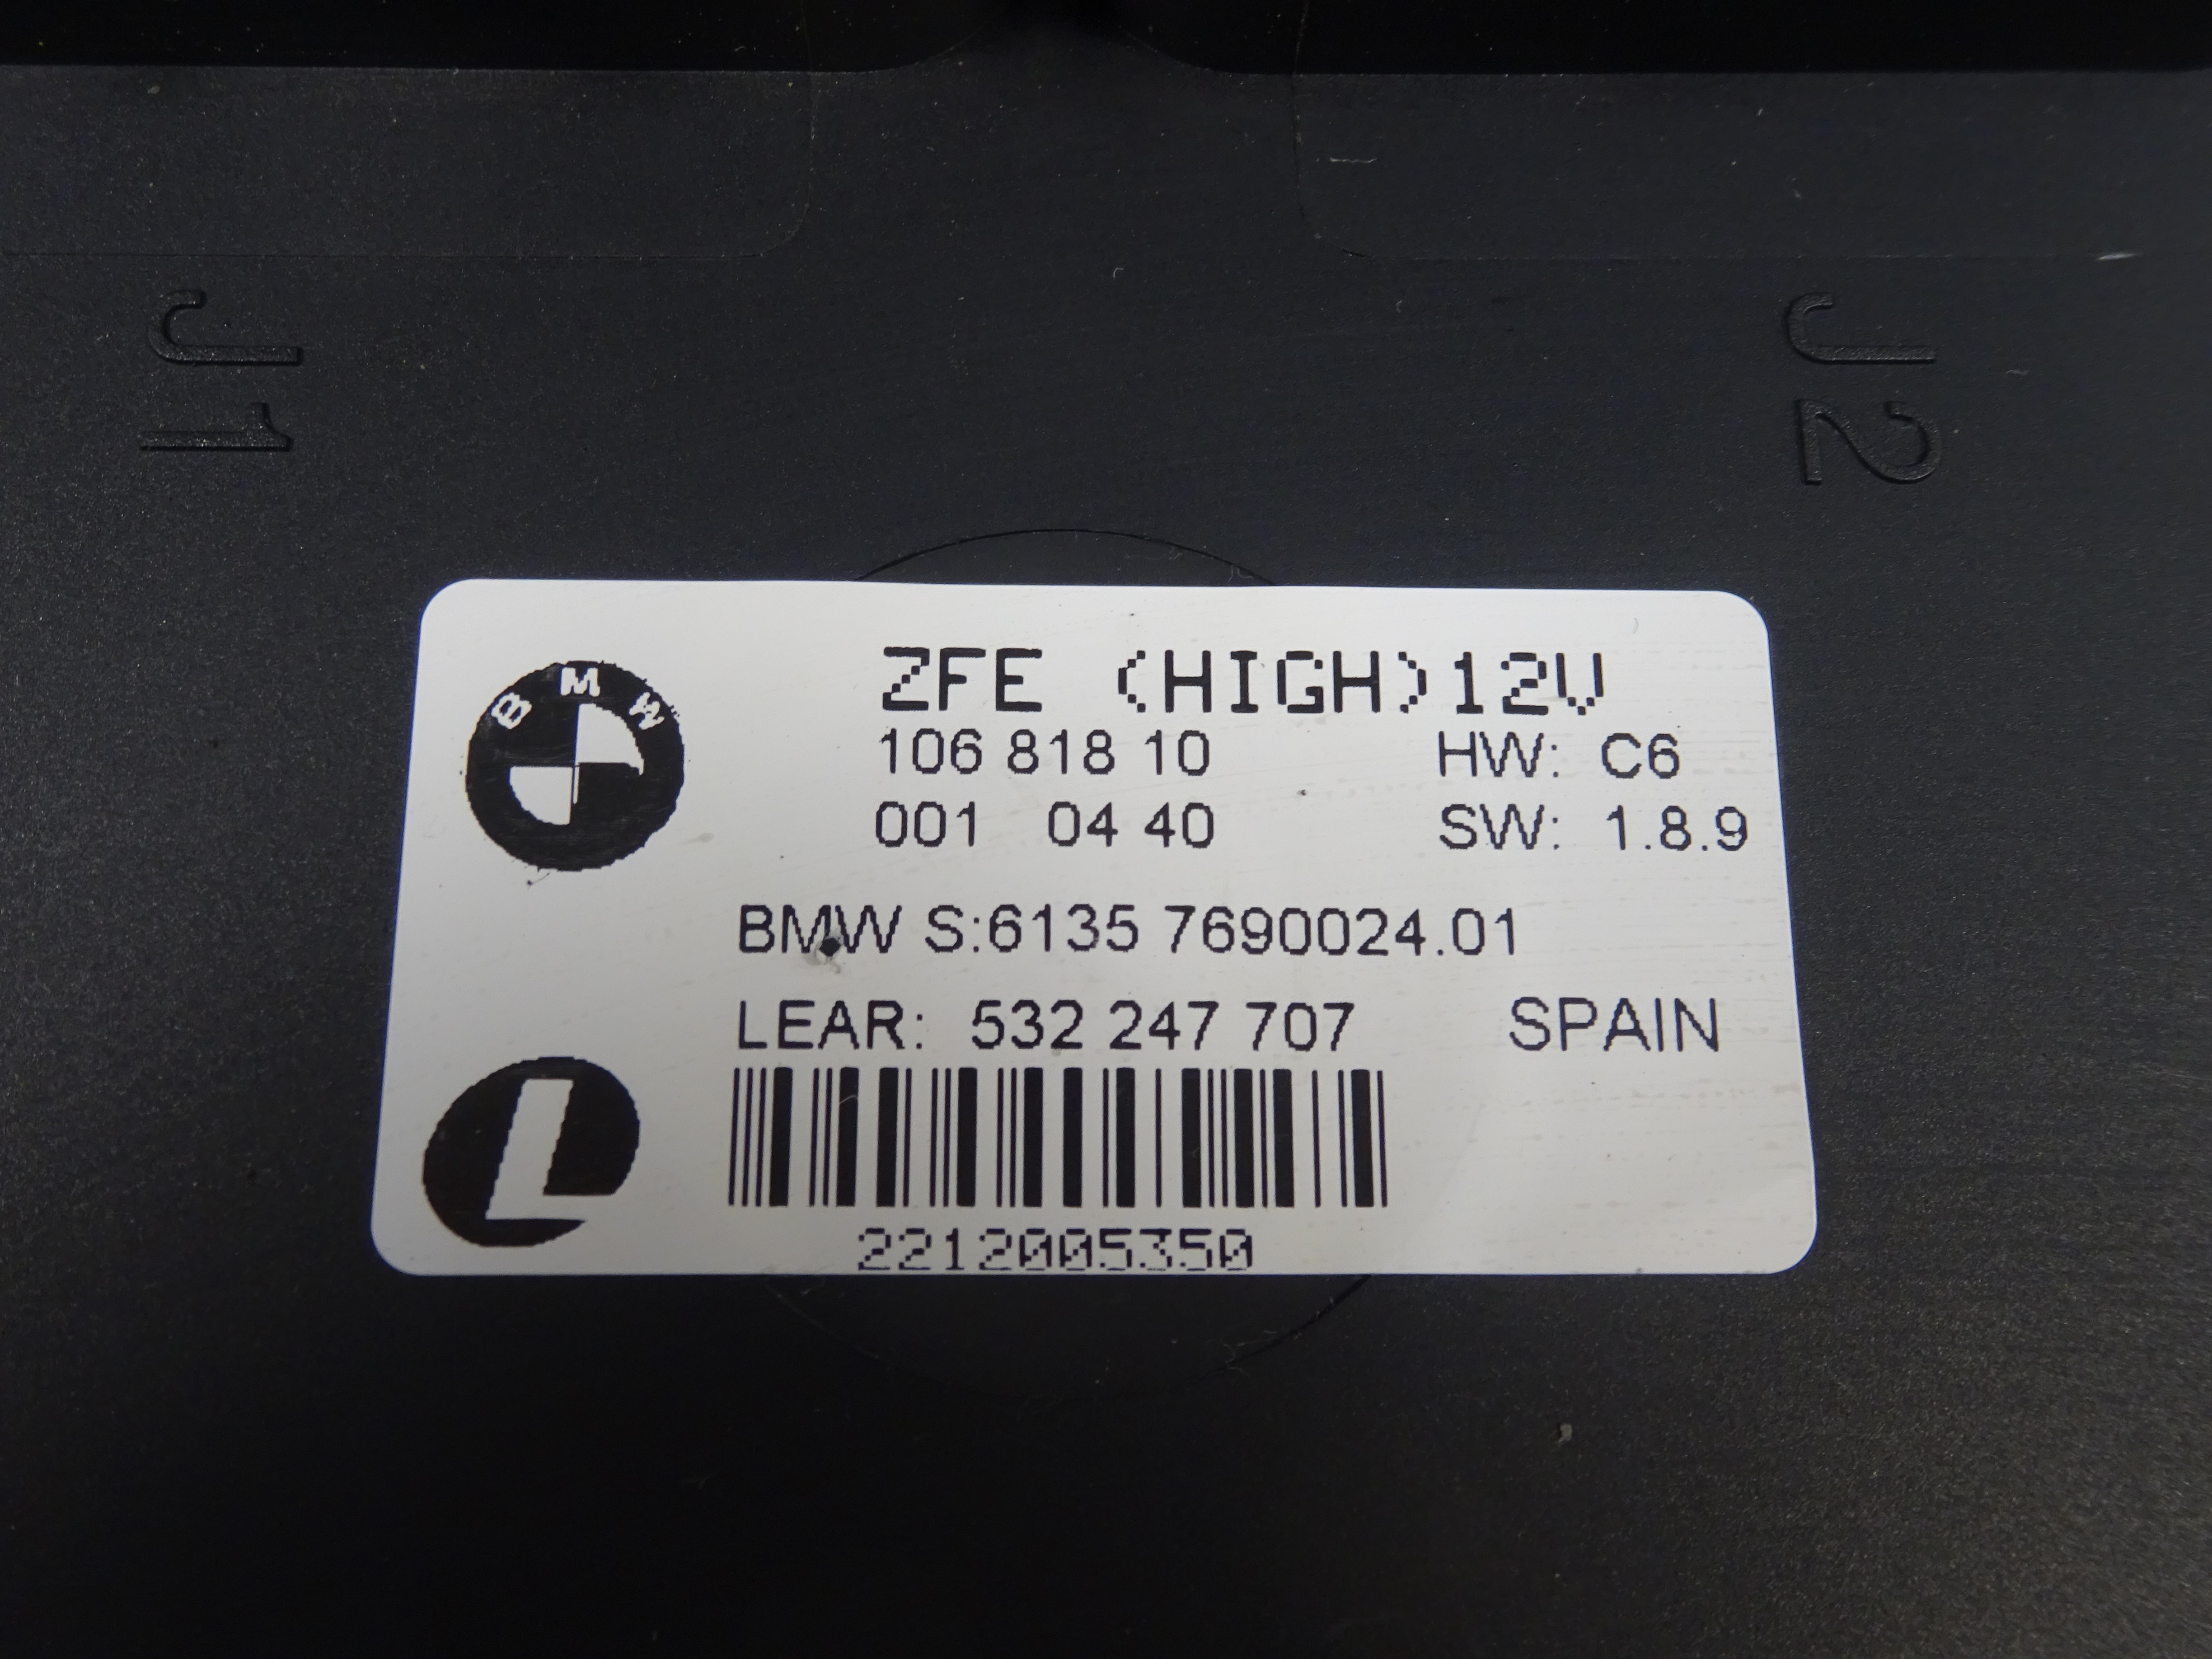 J1
J2
BMW
ZFE (HIGH)12V
106 818 10 HW: C6
001 04 40 SW: 1.8.9
BMW S:6135 7690024.01
LEAR: 532 247 707 SPAIN
L
2212005350